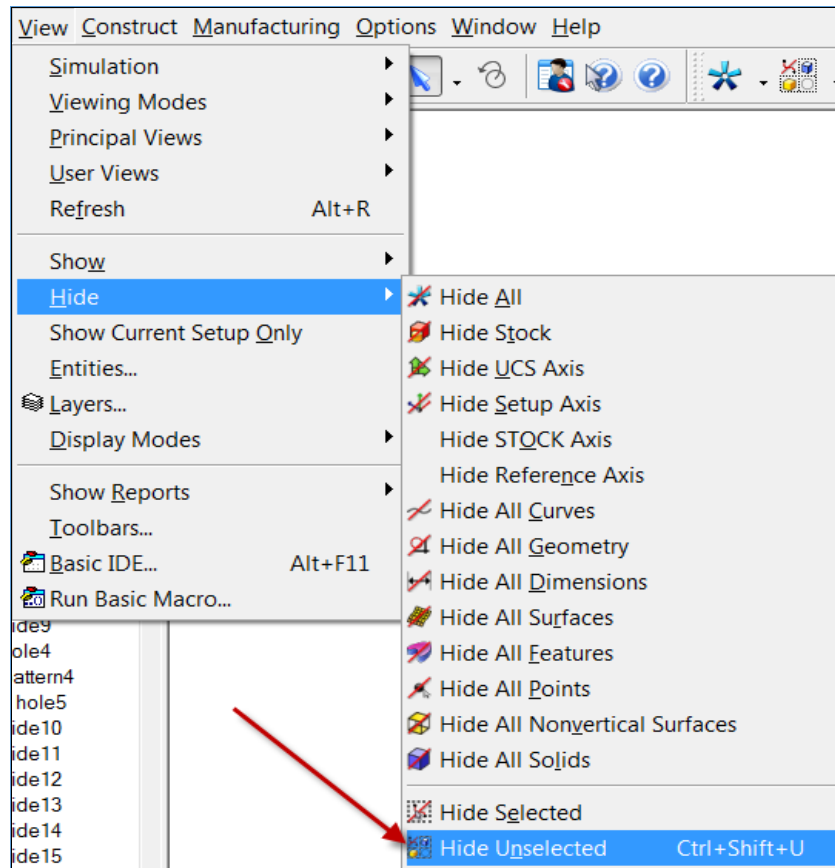 View Construct Manufacturing Options Window Help
Simulation
Viewing Modes
Principal Views
User Views
Refresh Alt+R
Show
Hide
Show Current Setup Only
Entities...
Layers...
Display Modes
Show Reports
Toolbars...
Basic IDE... Alt+F11
Run Basic Macro...
Hide All
Hide Stock
Hide UCS Axis
Hide Setup Axis
Hide STOCK Axis
Hide Reference Axis
Hide All Curves
Hide All Geometry
Hide All Dimensions
Hide All Surfaces
Hide All Features
Hide All Points
Hide All Nonvertical Surfaces
Hide All Solids
Hide Selected
Hide Unselected Ctrl+Shift+U
ide9
ole4
attern4
hole5
ide10
ide11
ide12
ide13
ide14
ide15